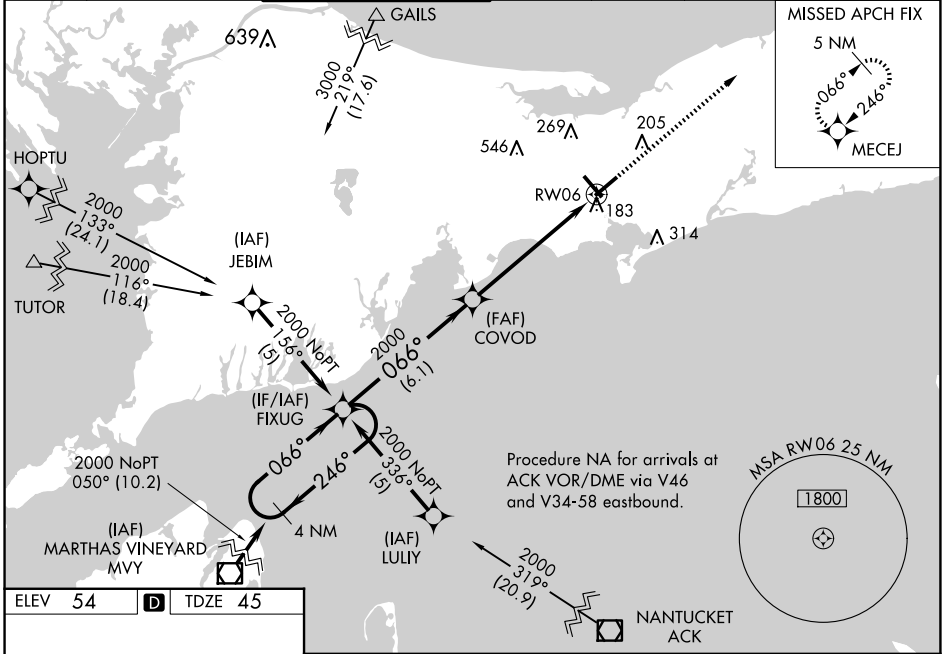 GAILS
639
3000
219°
(17.6)
MISSED APCH FIX
5 NM
066°
246°
MECEJ
269
205
546
HOPTU
RW06
183
2000
133°
(24.1)
(IAF)
JEBIM
314
2000
116°
(18.4)
TUTOR
2000 NoPT
156°
(5)
(FAF)
COVOD
2000
066°
(6.1)
(IF/IAF)
FIXUG
066°
246°
2000 NoPT
336°
(5)
2000 NoPT
050° (10.2)
4 NM
Procedure NA for arrivals at
ACK VOR/DME via V46
and V34-58 eastbound.
MSA RW06 25 NM
1800
(IAF)
MARTHAS VINEYARD
MVY
(IAF)
LULIY
2000
319°
(20.9)
NANTUCKET
ACK
ELEV 54 D TDZE 45